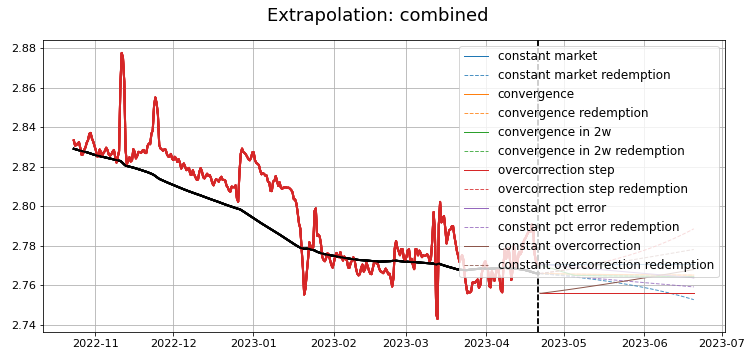 Extrapolation: combined
2.88
2.86
2.84
2.82
2.80
2.78
2.76
2.74
constant market
constant market redemption
convergence
convergence redemption
convergence in 2w
convergence in 2w redemption
overcorrection step
overcorrection step redemption
constant pct error
constant pct error redemption
constant overcorrection
constant overcorrection redemption
2022-11
2022-12
2023-01
2023-02
2023-03
2023-04
2023-05
2023-06
2023-07